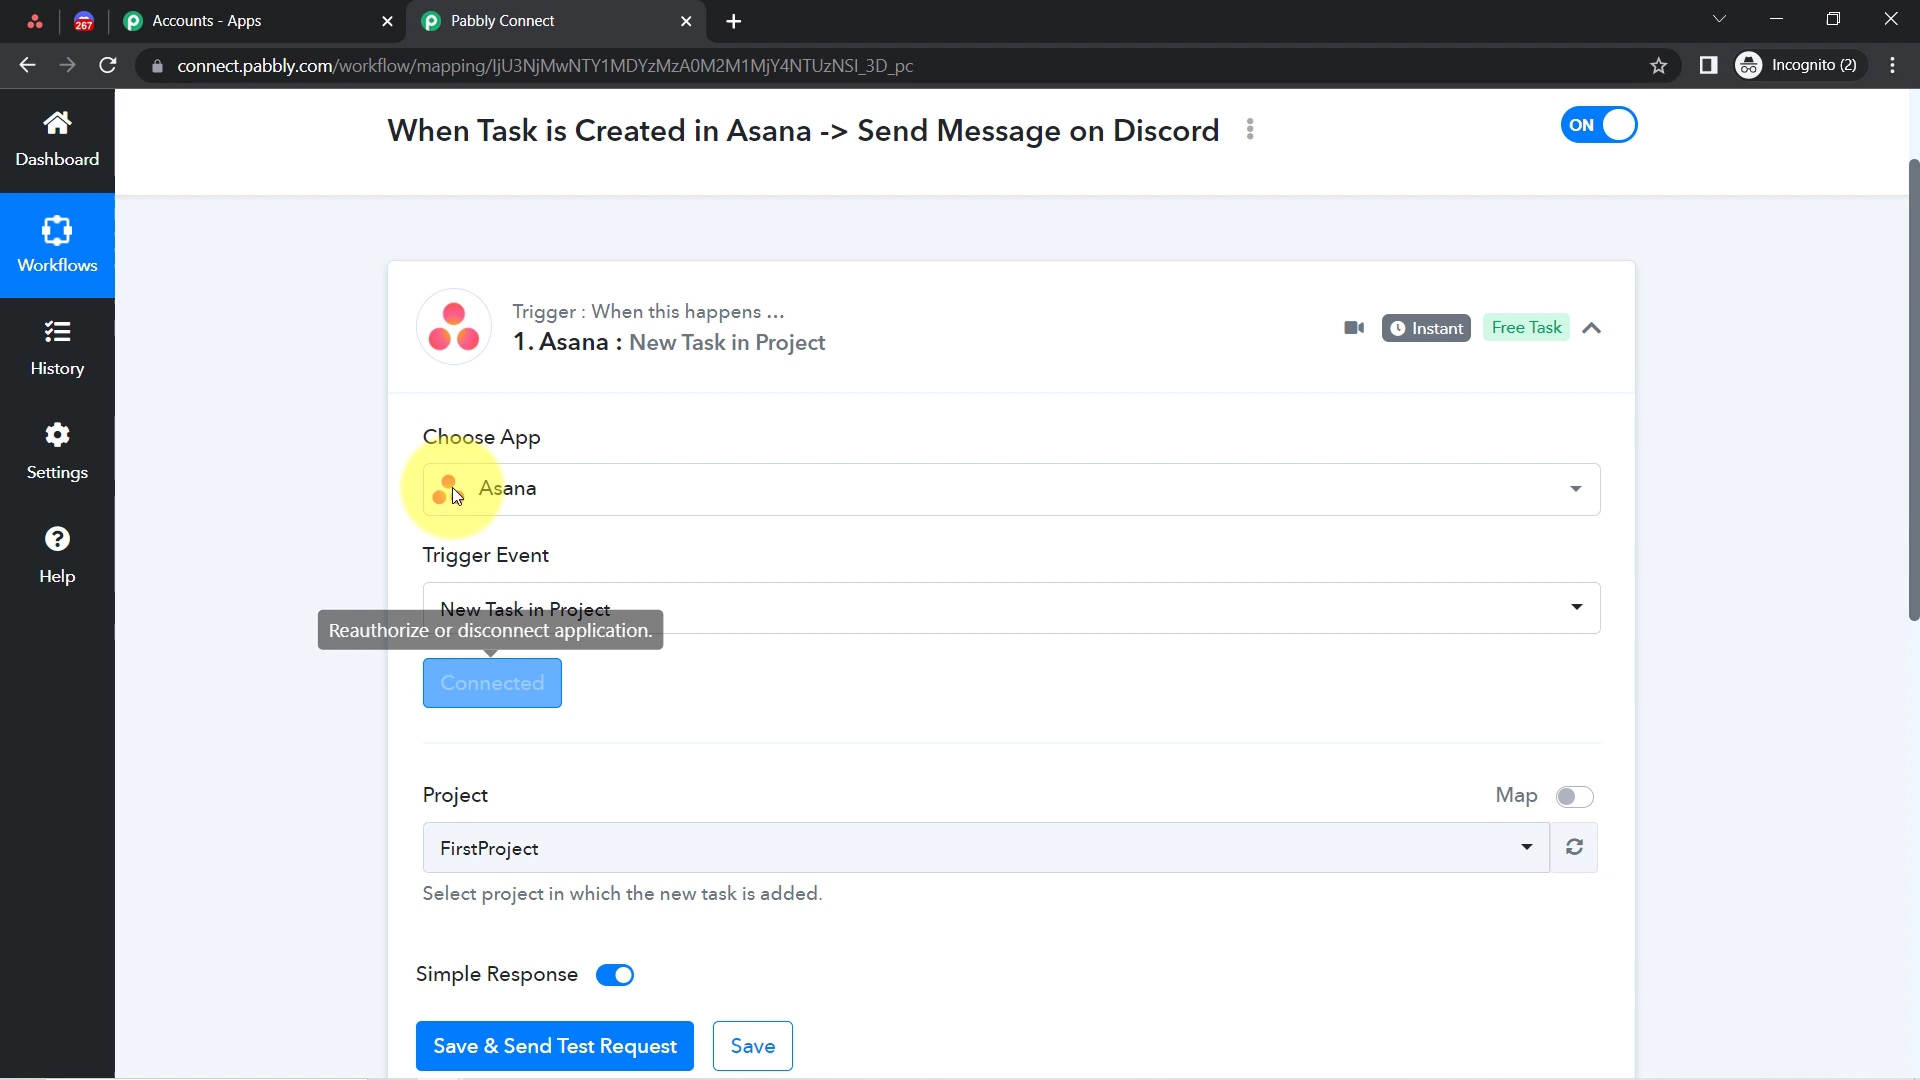 267
Accounts - Apps
Pabbly Connect
connect.pabbly.com/workflow/mapping/IjU3NjMwNTY1MDYzMzA0M2M1MjY4NTUzNSI_3D_pc
Incognito (2)
Dashboard
Workflows
History
Settings
Help
When Task is Created in Asana -> Send Message on Discord
ON
Trigger : When this happens ...
1. Asana : New Task in Project
Instant
Free Task
Choose App
Asana
Trigger Event
New Task in Project
Reauthorize or disconnect application.
Connected
Project
Map
FirstProject
Select project in which the new task is added.
Simple Response
Save & Send Test Request
Save